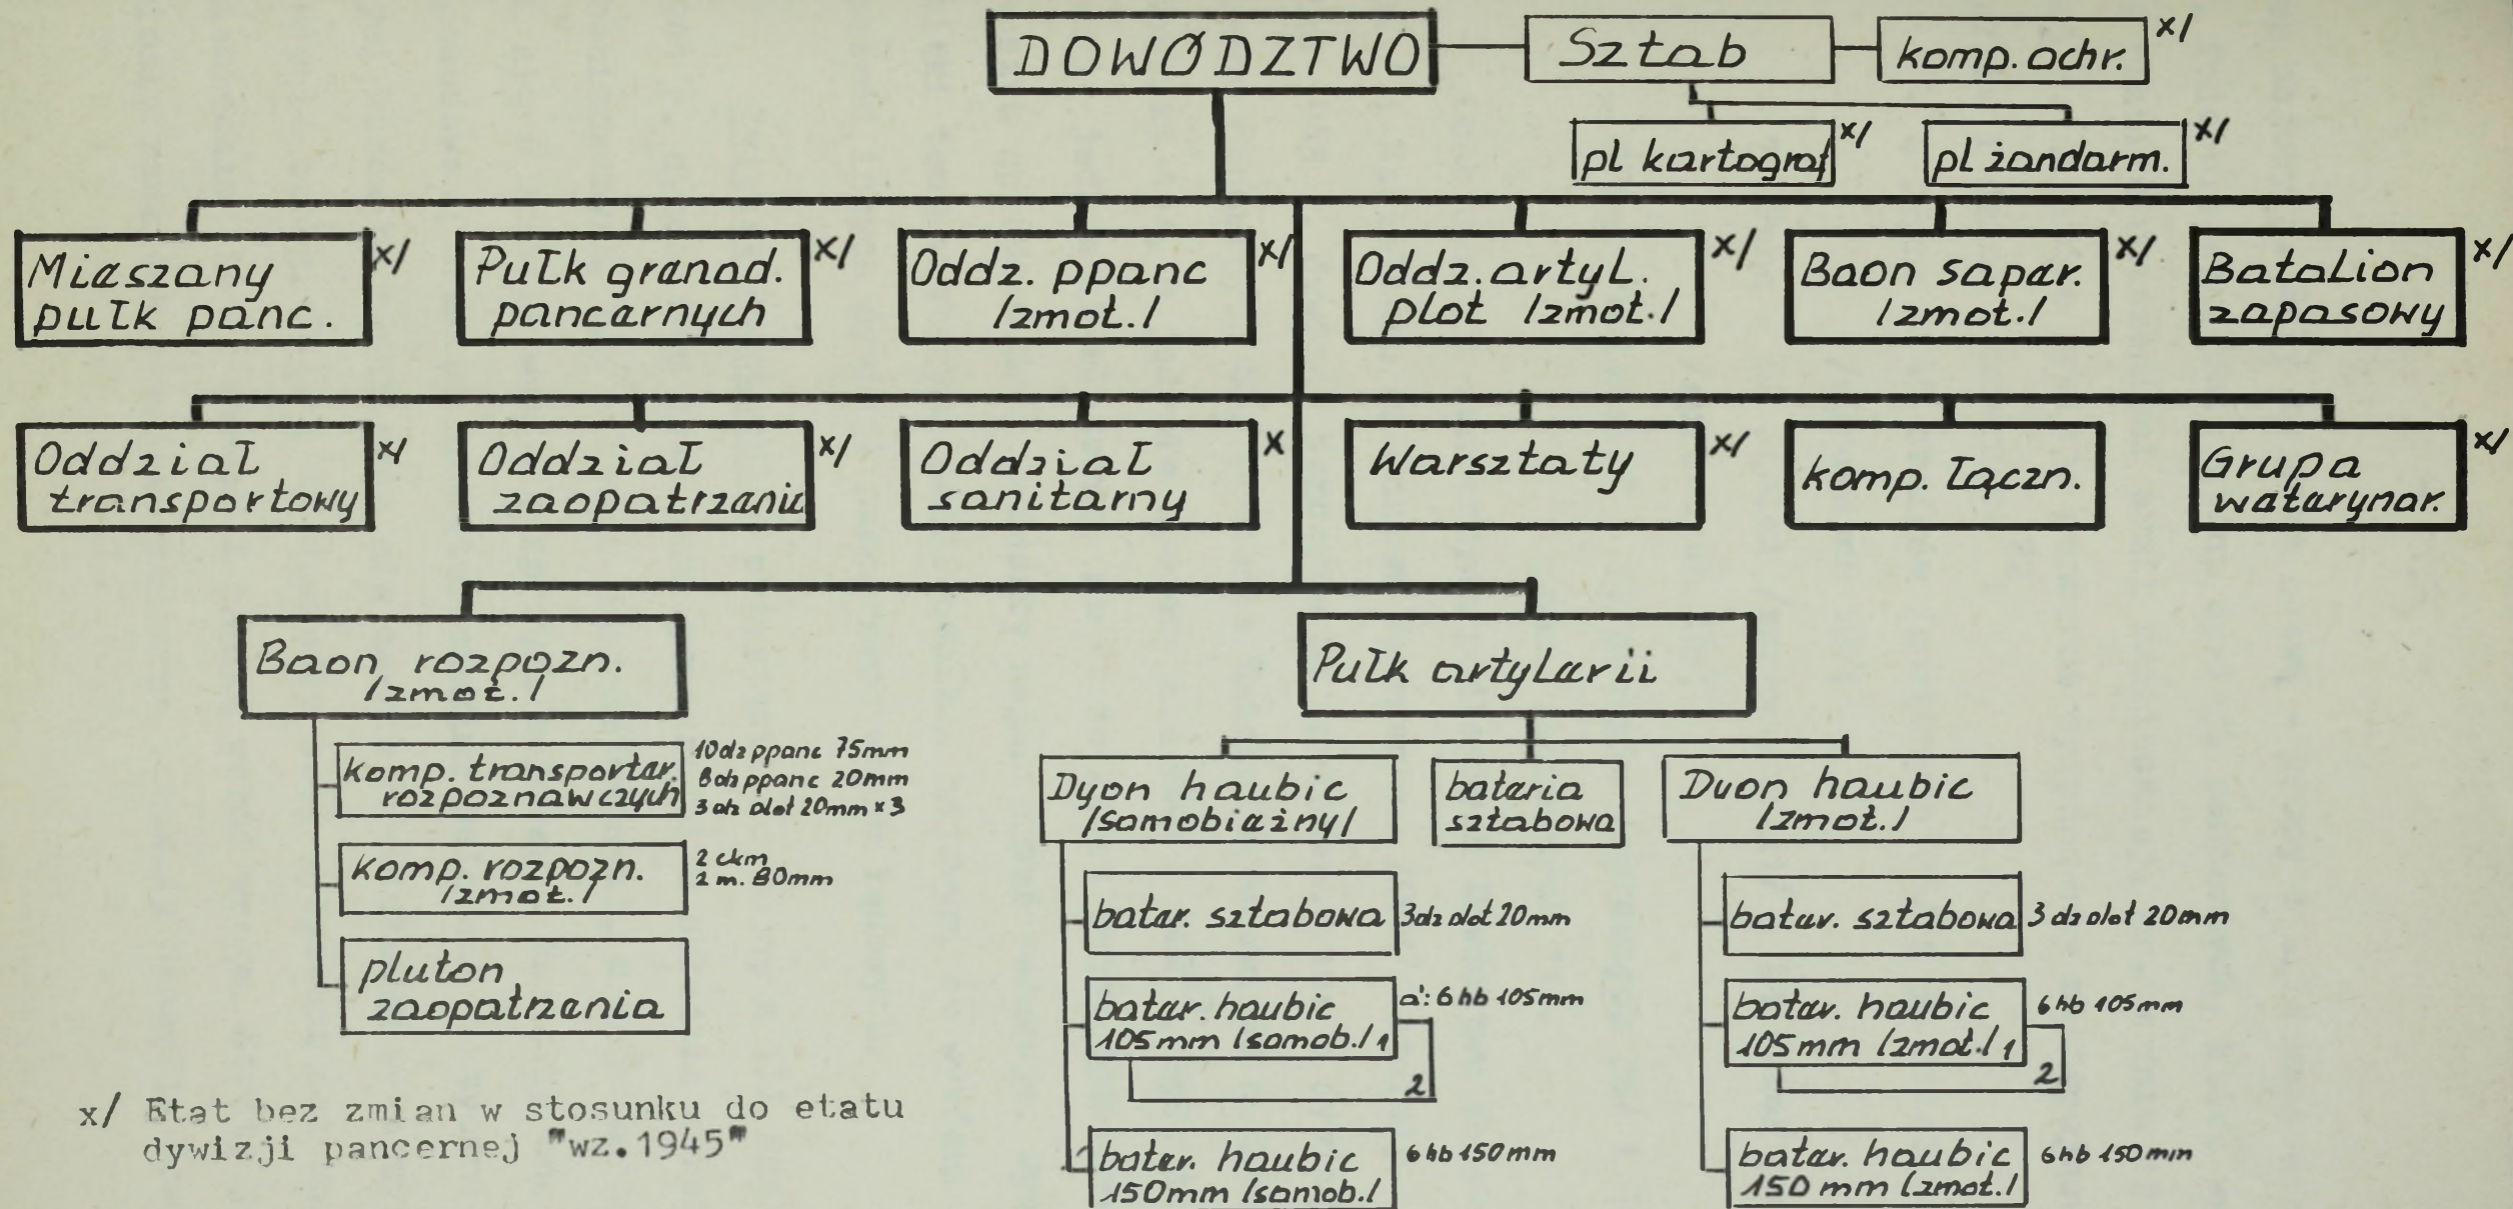 DOWÓDZTWO
Sztab
komp. ochr.
x/
pl kartograf
x/
pl żandarm.
x/
Mieszany
pułk panc.
x/
Pułk grenad.
pancernych
x/
Oddz. ppanc
/zmot./
x/
Oddz. artyl.
plot /zmot./
x/
Baon saper.
/zmot./
x/
Batalion
zapasowy
x/
Oddział
transportowy
x/
Oddział
zaopatrzenia
x/
Oddział
sanitarny
x
Warsztaty
x/
komp. łączn.
Grupa
weterynar.
x/
Baon rozpozn.
/zmot./
komp. transporter.
rozpoznawczych
10 dz ppanc 75mm
8 dz ppanc 20mm
3 dz plot 20mm x 3
komp. rozpozn.
/zmot./
2 ckm
2 m. 80mm
pluton
zaopatrzenia
Pułk artylerii
Dyon haubic
/samobieżny/
bateria
sztabowa
Dyon haubic
/zmot./
bater. sztabowa
3 dz plot 20mm
bater. haubic
105mm /samob./ 1
a': 6 hb 105mm
2
bater. haubic
150mm /samob./
6 hb 150mm
bater. sztabowa
3 dz plot 20mm
bater. haubic
105mm /zmot./ 1
6 hb 105mm
2
bater. haubic
150 mm /zmot./
6 hb 150mm
x/ Etat bez zmian w stosunku do etatu
dywizji pancernej "wz.1945"